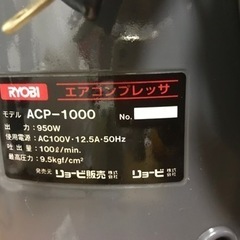 RYOBI エアコンプレッサ
モデル ACP-1000 No.
出力:950W
使用電源:AC100V・12.5A・50Hz
吐出量:100ℓ/min.
最高圧力:9.5kgf/cm²
発売元 リョービ販売 株式会社 リョービ 株式会社